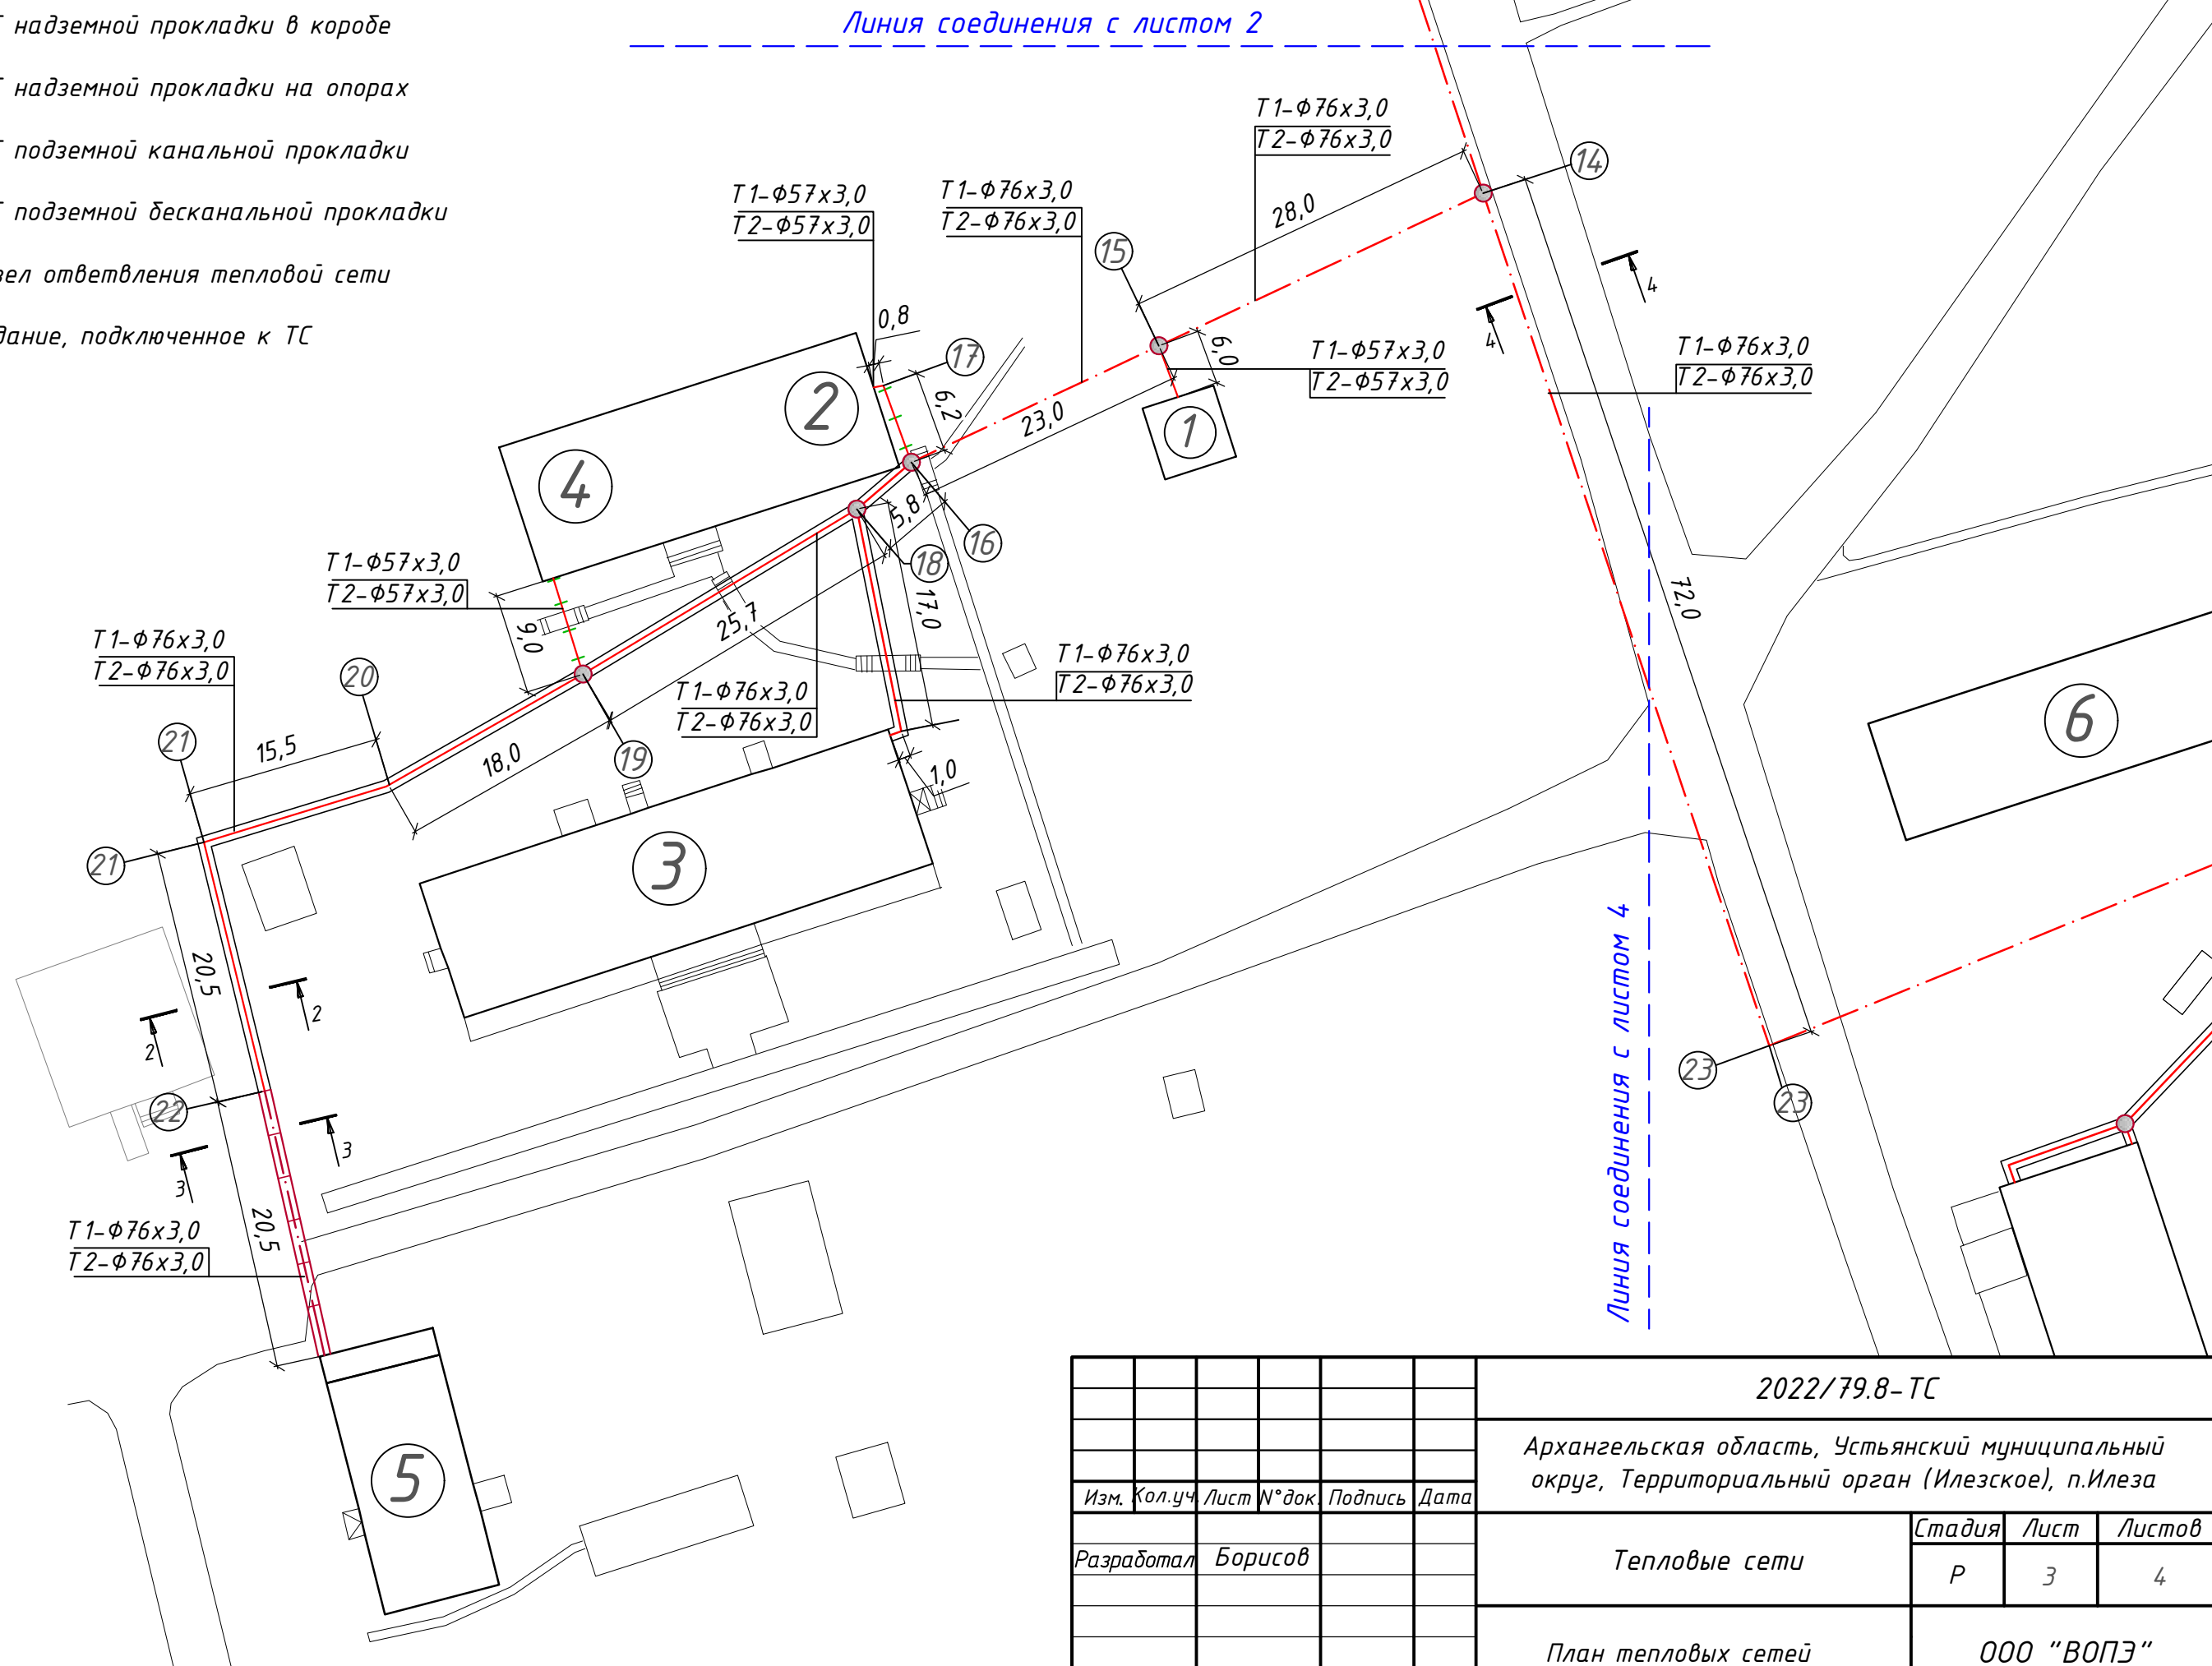 надземной прокладки в коробе
надземной прокладки на опорах
подземной канальной прокладки
подземной бесканальной прокладки
ответвления тепловой сети
подключенное к ТС
Линия соединения с листом 2
Т1-Ф76х3,0
Т2-Ф76х3,0
14
28,0
Т1-Ф57х3,0
Т2-Ф57х3,0
Т1-Ф76х3,0
Т2-Ф76х3,0
15
4
4
0,8
17
6,0
Т1-Ф57х3,0
Т2-Ф57х3,0
Т1-Ф76х3,0
Т2-Ф76х3,0
2
6,2
23,0
1
4
5,8
16
18
Т1-Ф57х3,0
Т2-Ф57х3,0
9,0
25,7
17,0
72,0
Т1-Ф76х3,0
Т2-Ф76х3,0
20
Т1-Ф76х3,0
Т2-Ф76х3,0
Т1-Ф76х3,0
Т2-Ф76х3,0
6
21
15,5
18,0
19
1,0
21
3
20,5
2
2
Линия соединения с листом 4
22
3
3
23
23
20,5
Т1-Ф76х3,0
Т2-Ф76х3,0
5
2022/79.8-ТС
Архангельская область, Устьянский муниципальный
округ, Территориальный орган (Илезское), п.Илеза
Изм. Кол.уч. Лист N°док. Подпись Дата
Разработал Борисов
Тепловые сети
Стадия Лист Листов
Р 3 4
План тепловых сетей
ООО "ВОПЭ"